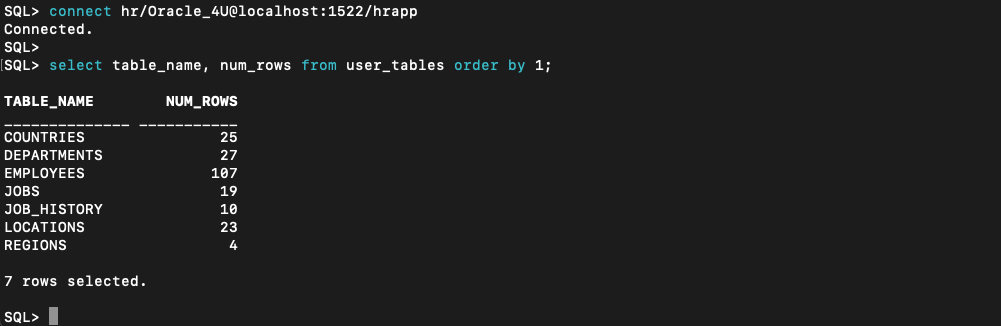 SQL> connect hr/Oracle_4U@localhost:1522/hrapp
Connected.
SQL>
[SQL> select table_name, num_rows from user_tables order by 1;
TABLE_NAME NUM_ROWS
______________ ___________
COUNTRIES 25
DEPARTMENTS 27
EMPLOYEES 107
JOBS 19
JOB_HISTORY 10
LOCATIONS 23
REGIONS 4
7 rows selected.
SQL>